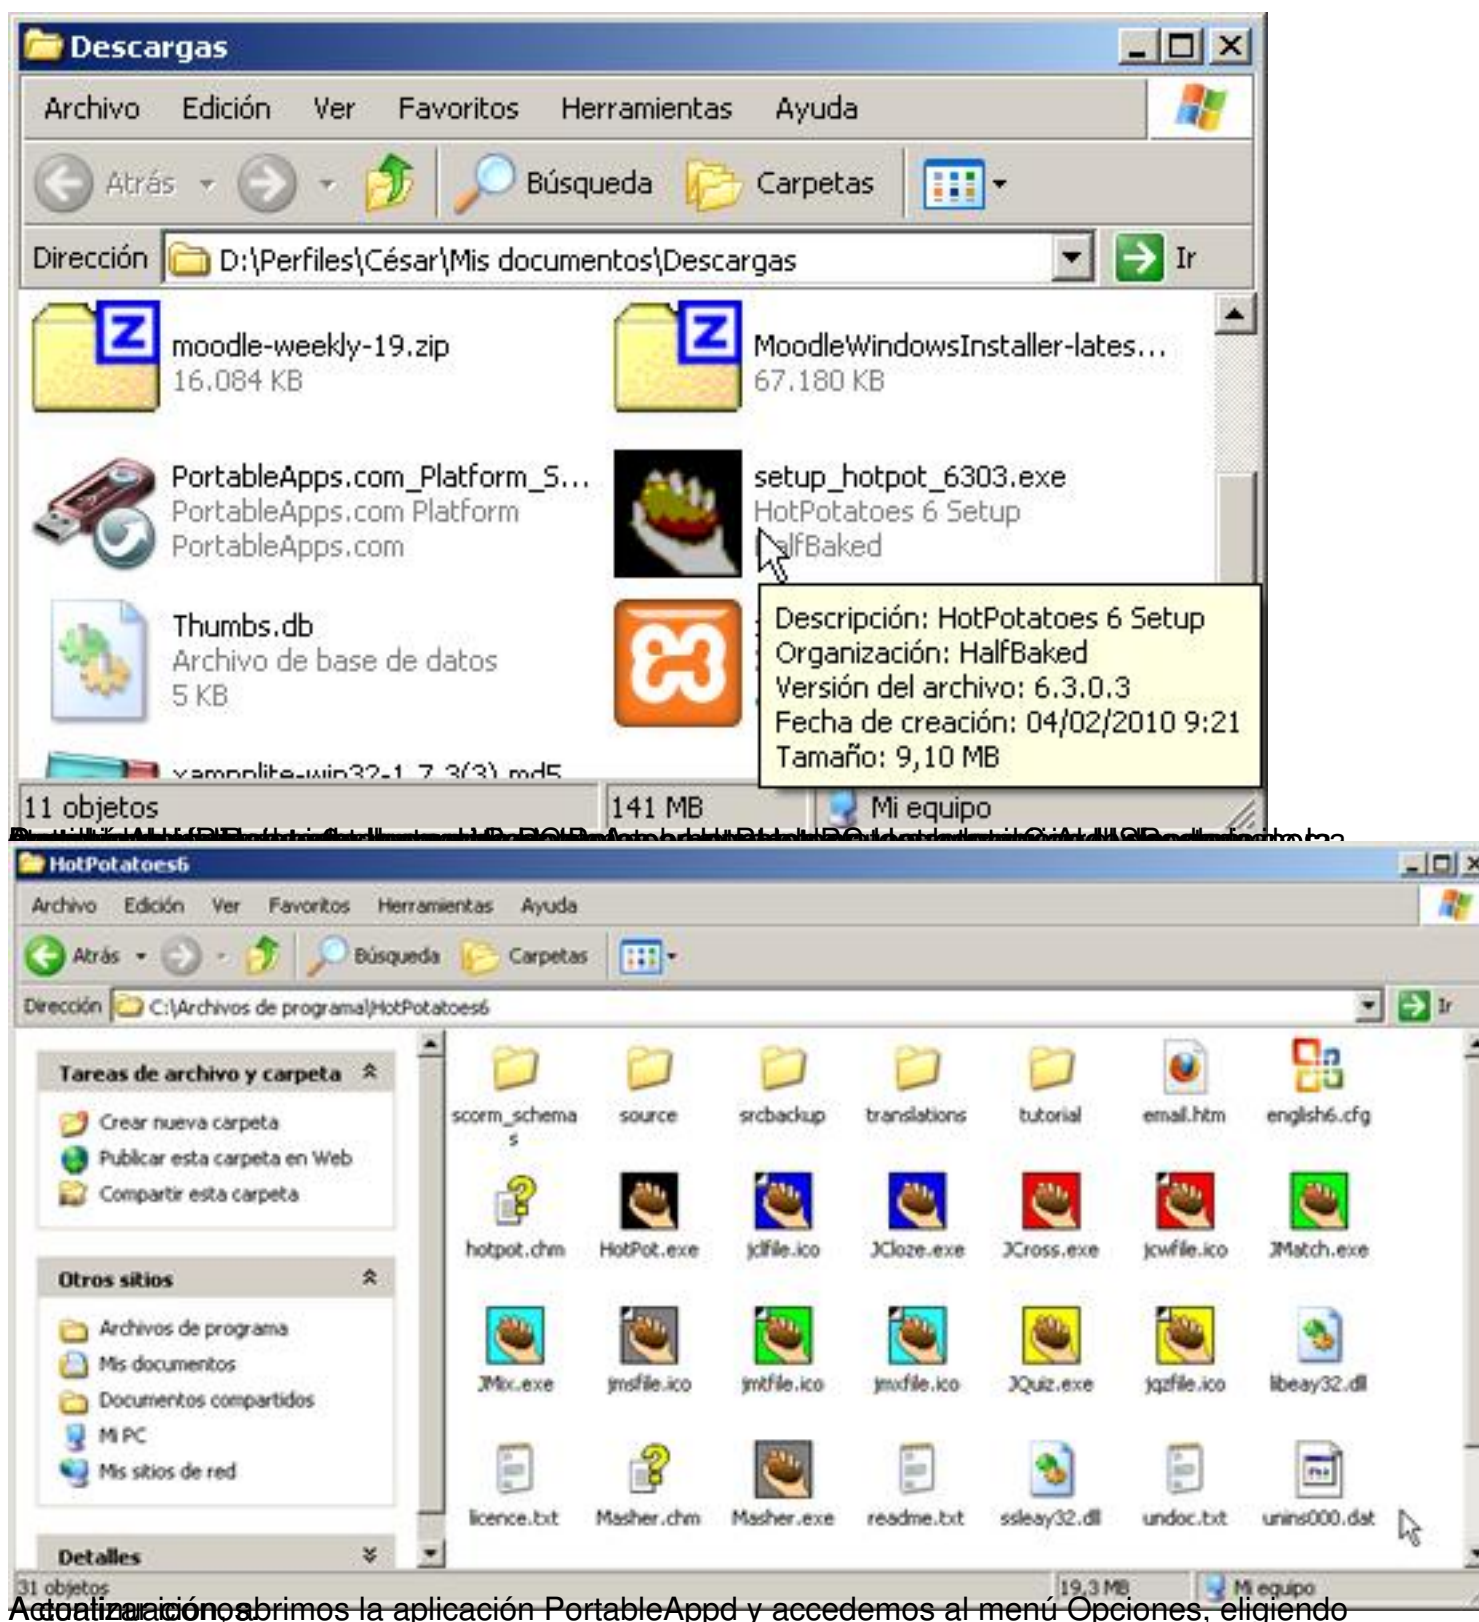 Descargas
Archivo Edición Ver Favoritos Herramientas Ayuda
Atrás Búsqueda Carpetas
Dirección D:\Perfiles\César\Mis documentos\Descargas Ir
moodle-weekly-19.zip
16.084 KB
MoodleWindowsInstaller-lates...
67.180 KB
PortableApps.com_Platform_S...
PortableApps.com Platform
PortableApps.com
setup_hotpot_6303.exe
HotPotatoes 6 Setup
HalfBaked
Thumbs.db
Archivo de base de datos
5 KB
Descripción: HotPotatoes 6 Setup
Organización: HalfBaked
Versión del archivo: 6.3.0.3
Fecha de creación: 04/02/2010 9:21
Tamaño: 9,10 MB
xampplite-win32-1.7.3(3).md5
11 objetos 141 MB Mi equipo
HotPotatoes6
Archivo Edición Ver Favoritos Herramientas Ayuda
Atrás Búsqueda Carpetas
Dirección C:\Archivos de programa\HotPotatoes6 Ir
Tareas de archivo y carpeta
Crear nueva carpeta
Publicar esta carpeta en Web
Compartir esta carpeta
Otros sitios
Archivos de programa
Mis documentos
Documentos compartidos
Mi PC
Mis sitios de red
Detalles
scorm_schema
s
source srcbackup translations tutorial email.htm english6.cfg
hotpot.chm HotPot.exe jclfile.ico JCloze.exe JCross.exe jcwfile.ico JMatch.exe
JMix.exe jmsfile.ico jmtfile.ico jmxfile.ico JQuiz.exe jqzfile.ico libeay32.dll
licence.txt Masher.chm Masher.exe readme.txt ssleay32.dll undoc.txt unins000.dat
31 objetos 19,3 MB Mi equipo
abrimos la aplicación PortableAppd y accedemos al menú Opciones, eligiendo